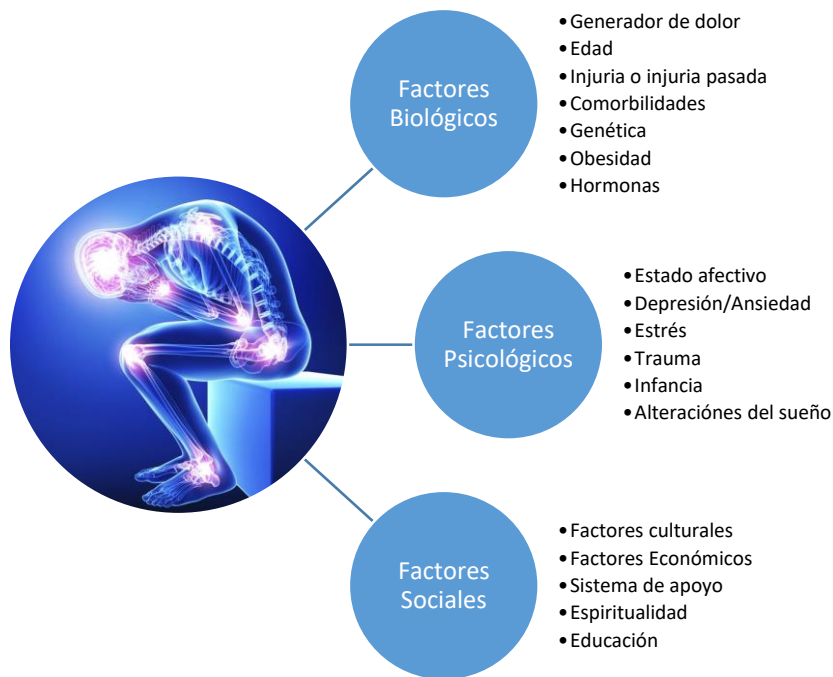 Factores
Biológicos
•Generador de dolor
•Edad
•Injuria o injuria pasada
•Comorbilidades
•Genética
•Obesidad
•Hormonas
Factores
Psicológicos
•Estado afectivo
•Depresión/Ansiedad
•Estrés
•Trauma
•Infancia
•Alteraciónes del sueño
Factores
Sociales
•Factores culturales
•Factores Económicos
•Sistema de apoyo
•Espiritualidad
•Educación